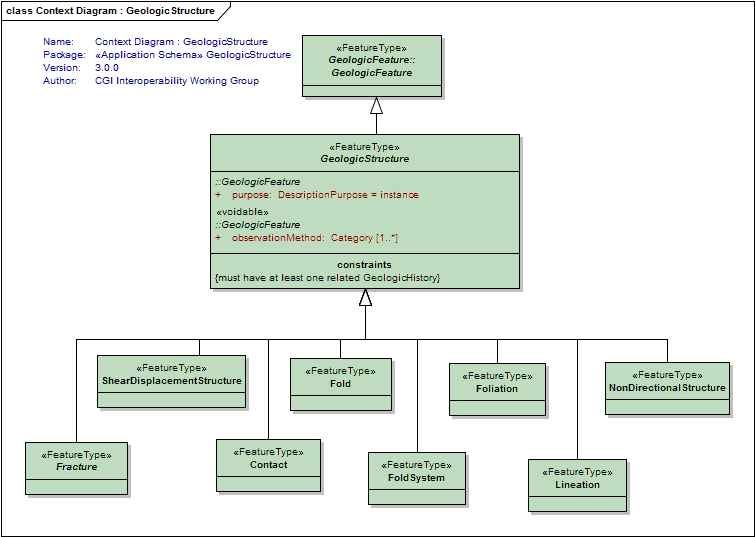 class Context Diagram : GeologicStructure
Name: Context Diagram : GeologicStructure
Package: «Application Schema» GeologicStructure
Version: 3.0.0
Author: CGI Interoperability Working Group
«FeatureType»
GeologicFeature::
GeologicFeature
«FeatureType»
GeologicStructure
::GeologicFeature
+ purpose: DescriptionPurpose = instance
«voidable»
::GeologicFeature
+ observationMethod: Category [1..*]
constraints
{must have at least one related GeologicHistory}
«FeatureType»
ShearDisplacementStructure
«FeatureType»
Fold
«FeatureType»
Foliation
«FeatureType»
NonDirectionalStructure
«FeatureType»
Fracture
«FeatureType»
Contact
«FeatureType»
FoldSystem
«FeatureType»
Lineation